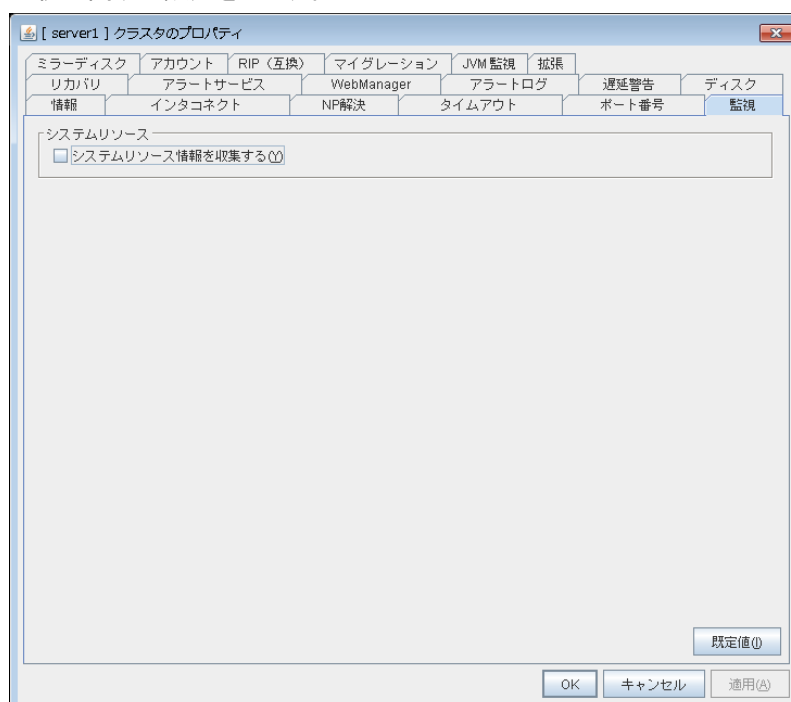 [ server1 ] クラスタのプロパティ
ミラーディスク アカウント RIP（互換） マイグレーション JVM監視 拡張
リカバリ アラートサービス WebManager アラートログ 遅延警告 ディスク
情報 インタコネクト NP解決 タイムアウト ポート番号 監視
システムリソース
システムリソース情報を収集する(Y)
既定値(I)
OK キャンセル 適用(A)